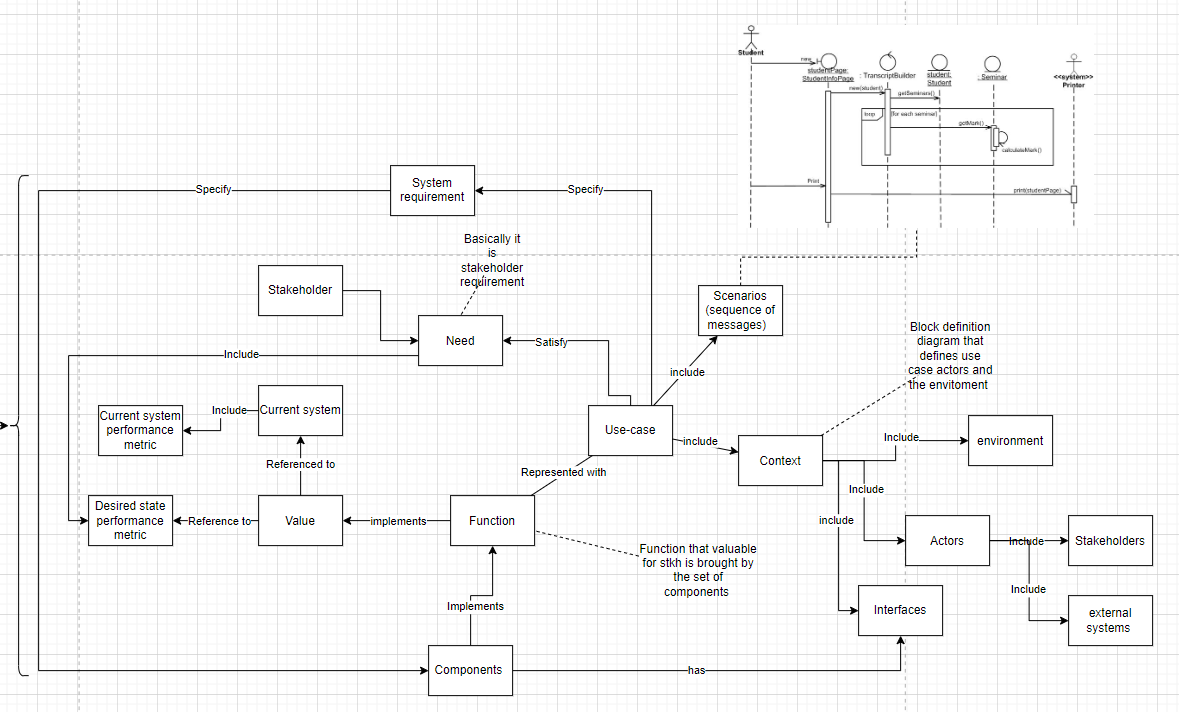 Student
new
studentPage:
StudentInfoPage
: TranscriptBuilder
student:
Student
: Seminar
<<system>>
Printer
new(student)
getSeminars()
loop
[for each seminar]
getMark()
calculateMark()
Print
print(studentPage)
System
requirement
Specify
Specify
Basically it
is
stakeholder
requirement
Stakeholder
Need
Scenarios
(sequence of
messages)
Satisfy
Include
Block definition
diagram that
defines use
case actors and
the envitoment
include
Current system
performance
metric
Include
Current system
Use-case
include
Context
Include
environment
Referenced to
Represented with
Include
include
Desired state
performance
metric
Reference to
Value
implements
Function
Actors
Include
Stakeholders
Function that valuable
for stkh is brought by
the set of
components
Include
Implements
Interfaces
external
systems
Components
has